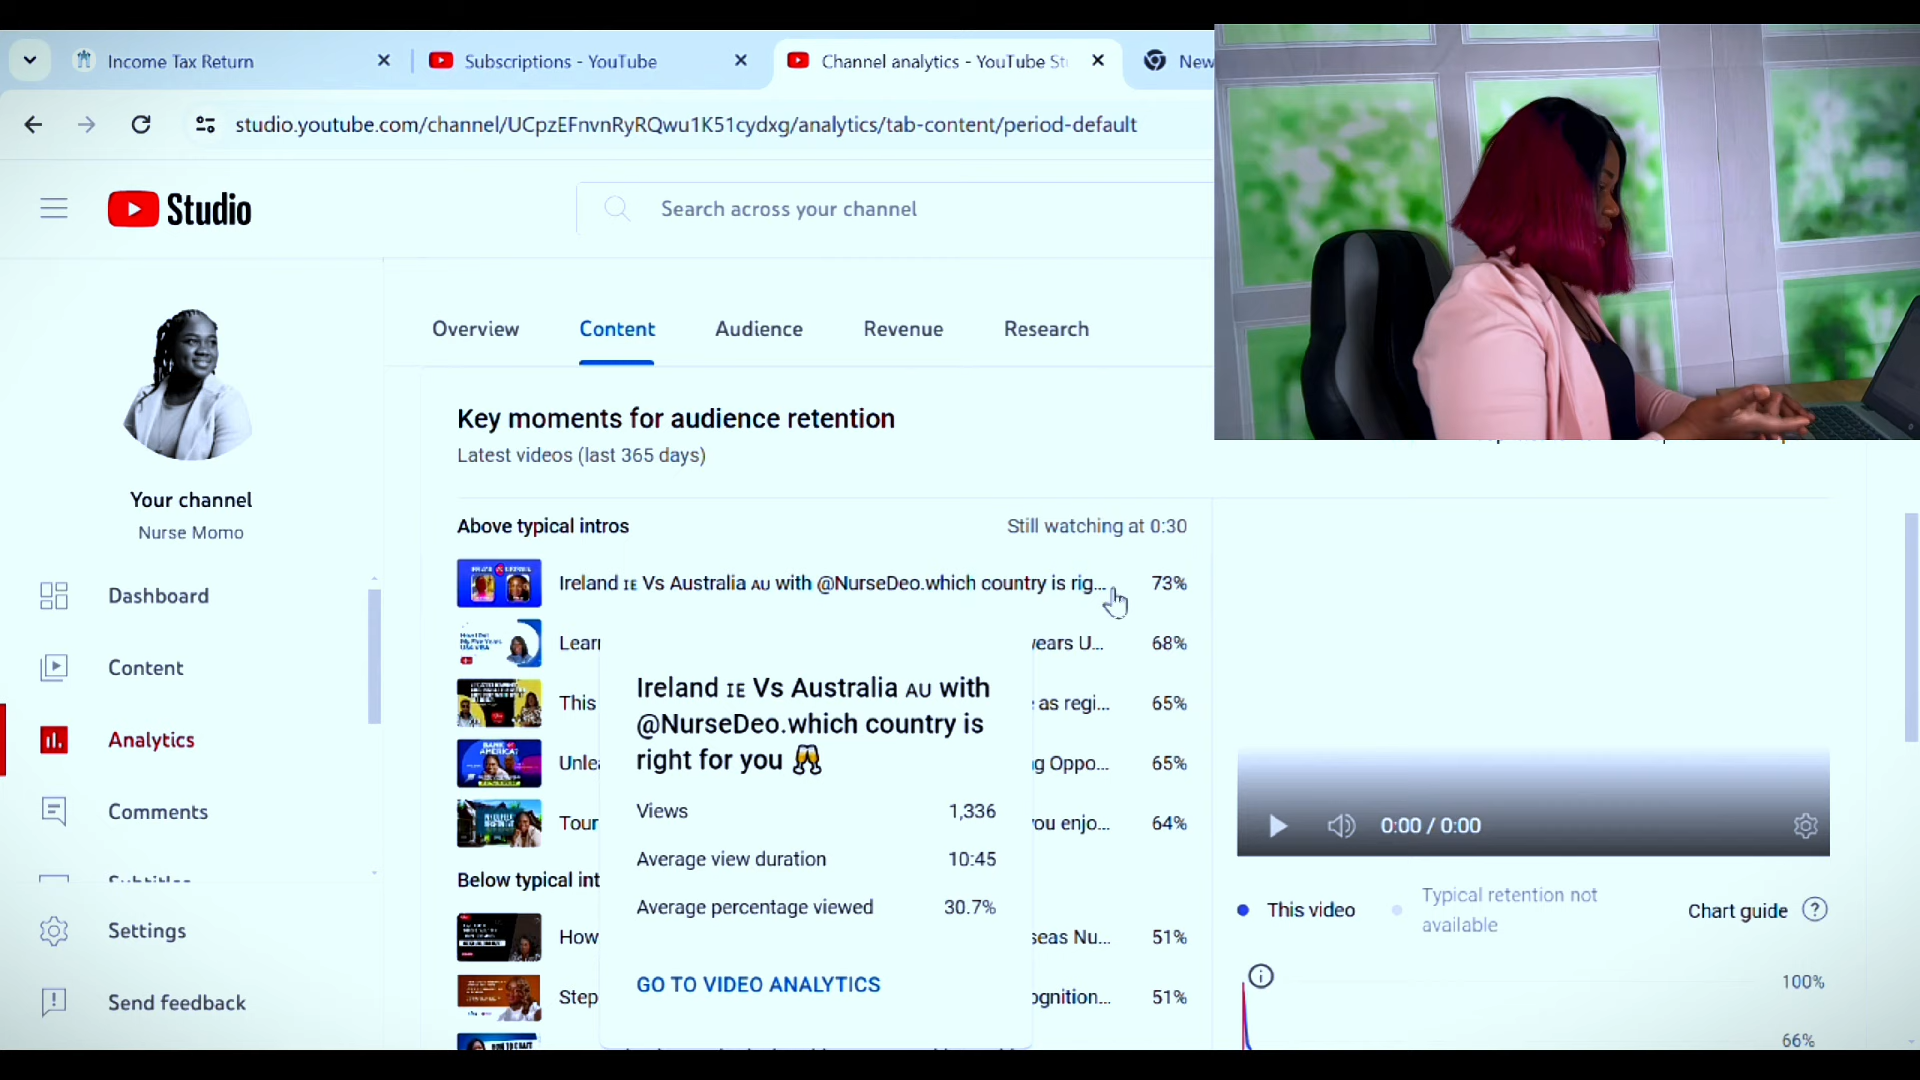 Income Tax Return
Subscriptions - YouTube
Channel analytics - YouTube St
New
studio.youtube.com/channel/UCpzEFnvnRyRQwu1K51cydxg/analytics/tab-content/period-default
Studio
Search across your channel
Overview
Content
Audience
Revenue
Research
Your channel
Nurse Momo
Dashboard
Content
Analytics
Comments
Subtitles
Settings
Send feedback
Key moments for audience retention
Latest videos (last 365 days)
Above typical intros
Still watching at 0:30
Ireland IE Vs Australia AU with @NurseDeo.which country is rig...
73%
Learn
years U...
68%
This
as regi...
65%
Unlea
g Oppo...
65%
Tour
you enjo...
64%
Below typical int
How
seas Nu...
51%
Step
ognition...
51%
Ireland IE Vs Australia AU with
@NurseDeo.which country is
right for you 🥂
Views
1,336
Average view duration
10:45
Average percentage viewed
30.7%
GO TO VIDEO ANALYTICS
0:00 / 0:00
This video
Typical retention not
available
Chart guide
100%
66%